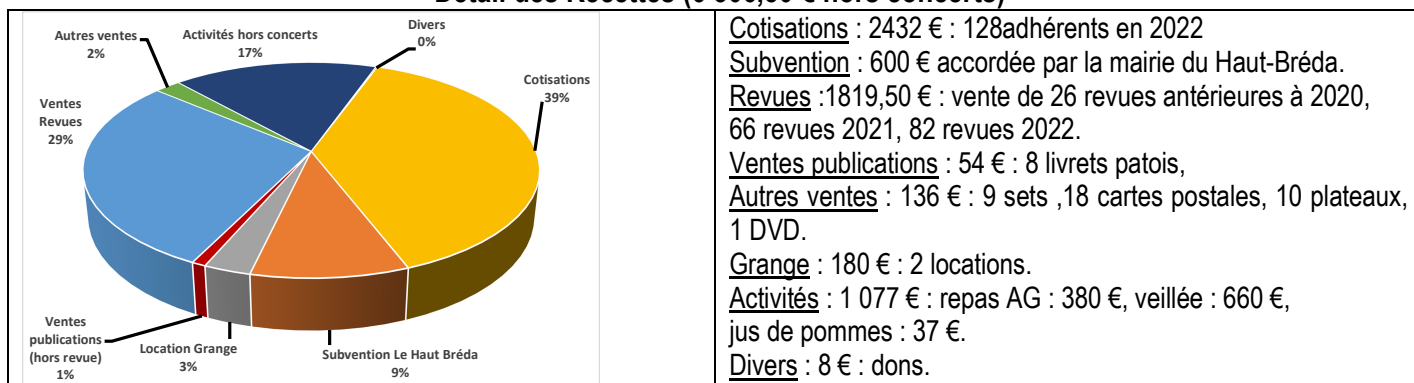 Divers
0%
Autres ventes
2%
Activités hors concerts
17%
Cotisations
39%
Ventes
Revues
29%
Ventes
publications
(hors revue)
1%
Location Grange
3%
Subvention Le Haut Bréda
9%
Cotisations : 2432 € : 128adhérents en 2022
Subvention : 600 € accordée par la mairie du Haut-Bréda.
Revues :1819,50 € : vente de 26 revues antérieures à 2020,
66 revues 2021, 82 revues 2022.
Ventes publications : 54 € : 8 livrets patois,
Autres ventes : 136 € : 9 sets ,18 cartes postales, 10 plateaux,
1 DVD.
Grange : 180 € : 2 locations.
Activités : 1 077 € : repas AG : 380 €, veillée : 660 €,
jus de pommes : 37 €.
Divers : 8 € : dons.